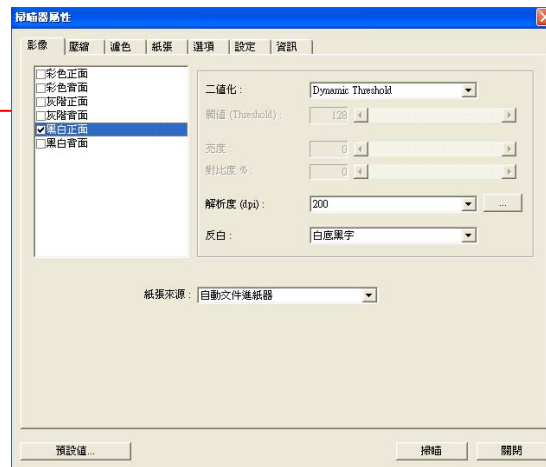 掃瞄器屬性
影像 壓縮 濾色 紙張 選項 設定 資訊
彩色正面
彩色背面
灰階正面
灰階背面
黑白正面
黑白背面
二值化: Dynamic Threshold
閥值 (Threshold): 128
亮度: 0
對比度 %: 0
解析度 (dpi): 200 ...
反白: 白底黑字
紙張來源: 自動文件進紙器
預設值... 掃瞄 關閉